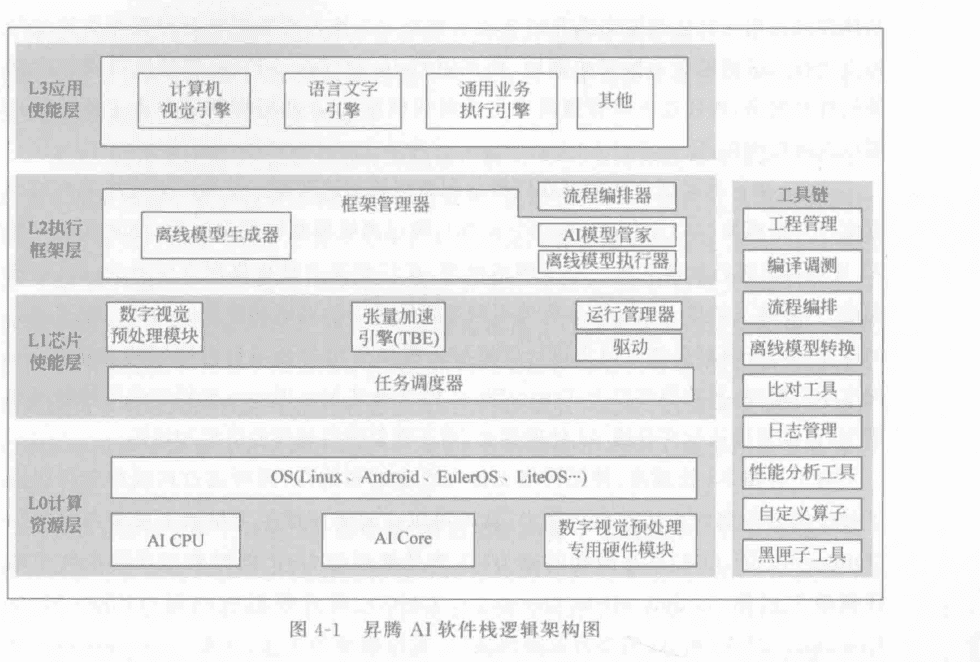 L3应用
使能层
计算机
视觉引擎
语言文字
引擎
通用业务
执行引擎
其他
L2执行
框架层
框架管理器
离线模型生成器
流程编排器
AI模型管家
离线模型执行器
L1芯片
使能层
数字视觉
预处理模块
张量加速
引擎(TBE)
运行管理器
驱动
任务调度器
L0计算
资源层
OS(Linux、Android、EulerOS、LiteOS…)
AI CPU
AI Core
数字视觉预处理
专用硬件模块
工具链
工程管理
编译调测
流程编排
离线模型转换
比对工具
日志管理
性能分析工具
自定义算子
黑匣子工具
图 4-1 昇腾 AI 软件栈逻辑架构图